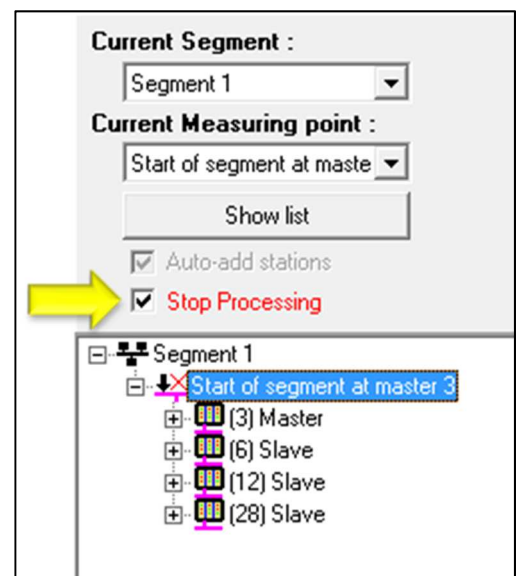 Current Segment :
Segment 1
Current Measuring point :
Start of segment at maste
Show list
Auto-add stations
Stop Processing
Segment 1
Start of segment at master 3
(3) Master
(6) Slave
(12) Slave
(28) Slave